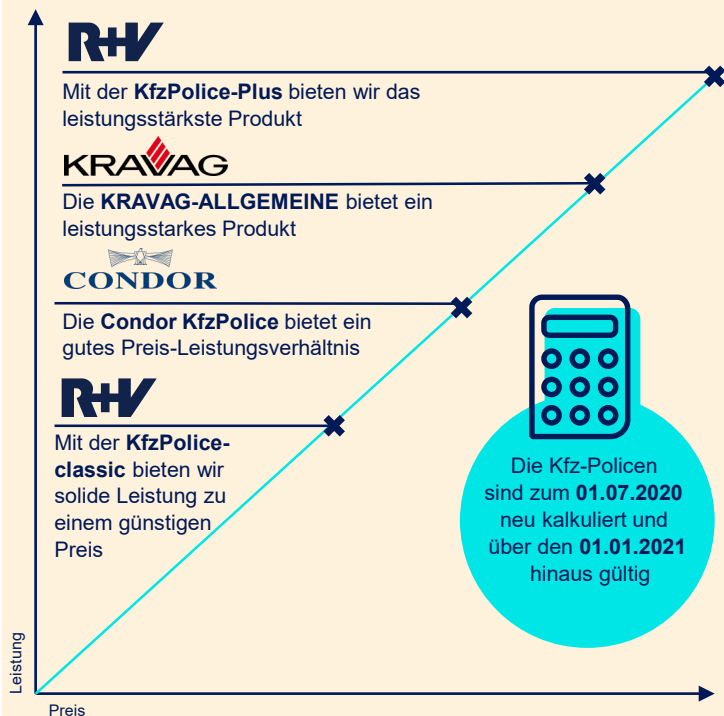 R+V
Mit der KfzPolice-Plus bieten wir das
leistungsstärkste Produkt
KRAVAG
Die KRAVAG-ALLGEMEINE bietet ein
leistungsstarkes Produkt
CONDOR
Die Condor KfzPolice bietet ein
gutes Preis-Leistungsverhältnis
R+V
Mit der KfzPolice-
classic bieten wir
solide Leistung zu
einem günstigen
Preis
Die Kfz-Policen
sind zum 01.07.2020
neu kalkuliert und
über den 01.01.2021
hinaus gültig
Leistung
Preis